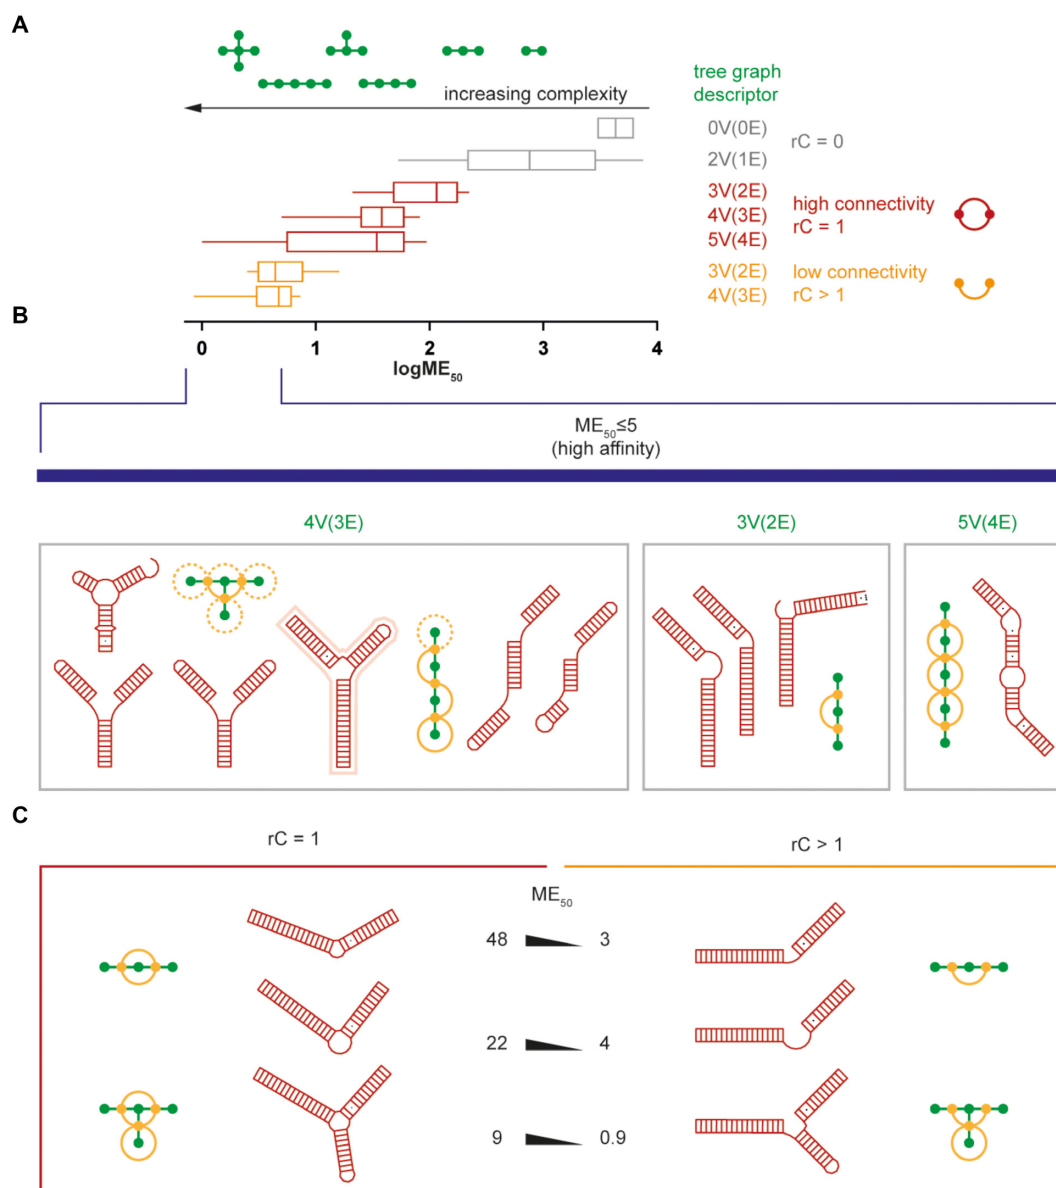 A
increasing complexity
tree graph
descriptor
0V(0E)
rC = 0
2V(1E)
3V(2E)
4V(3E)
5V(4E)
high connectivity
rC = 1
3V(2E)
4V(3E)
low connectivity
rC > 1
B
0 1 2 3 4
logME50
ME50≤5
(high affinity)
4V(3E)
3V(2E)
5V(4E)
C
rC = 1
rC > 1
ME50
48 3
22 4
9 0.9